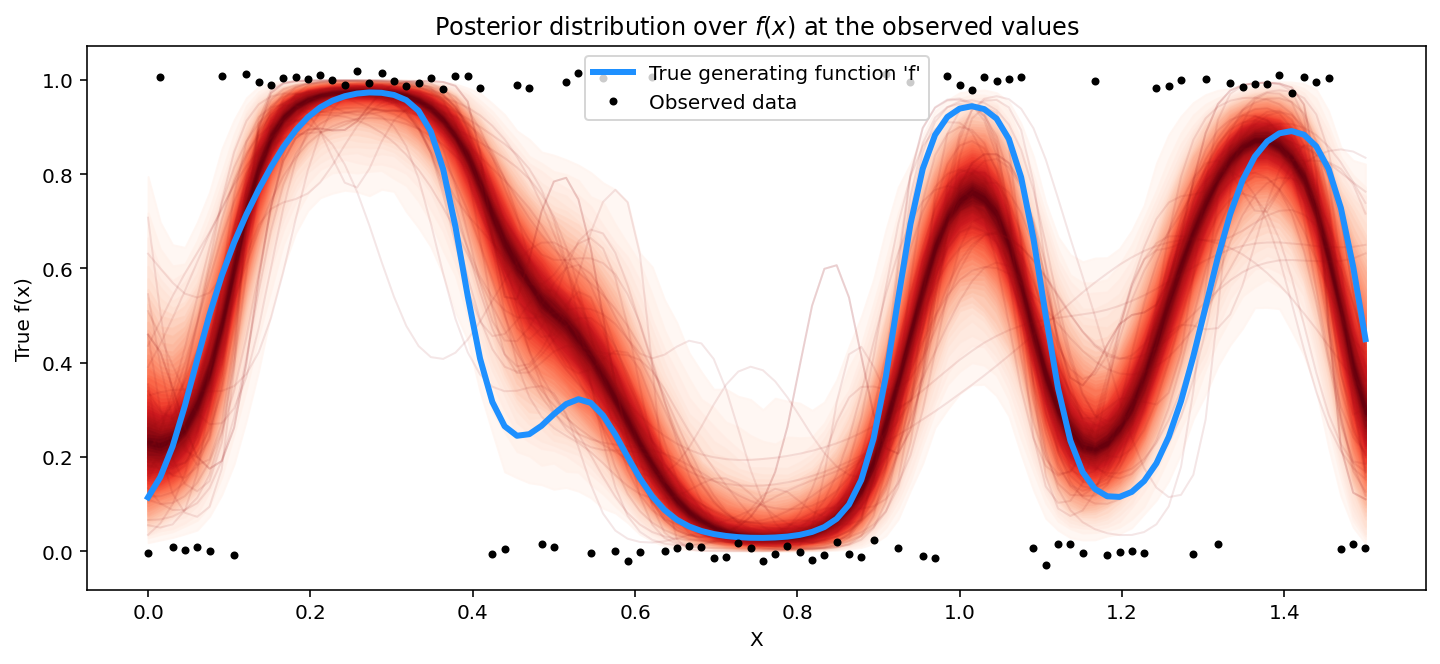 Posterior distribution over f(x) at the observed values
True generating function 'f'
Observed data
True f(x)
1.0
0.8
0.6
0.4
0.2
0.0
0.0 0.2 0.4 0.6 0.8 1.0 1.2 1.4
X